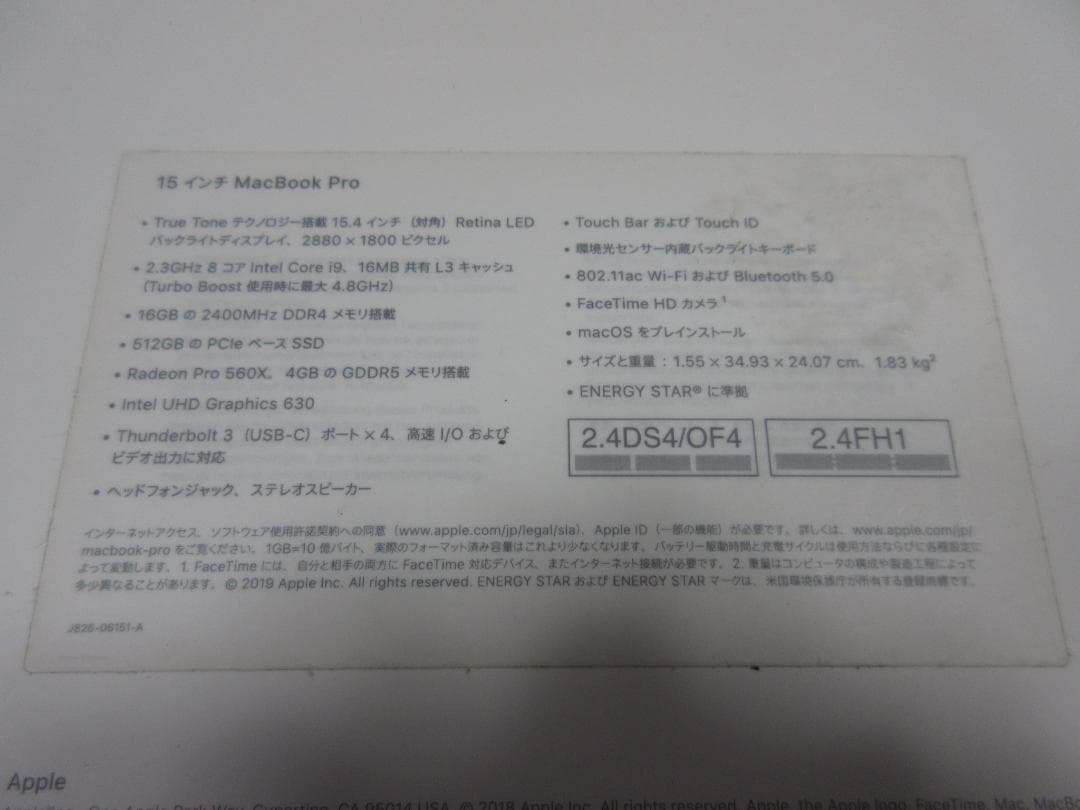 15 インチ MacBook Pro
• True Tone テクノロジー搭載 15.4 インチ（対角）Retina LED
バックライトディスプレイ、2880 × 1800 ピクセル
• 2.3GHz 8 コア Intel Core i9、16MB 共有 L3 キャッシュ
（Turbo Boost 使用時に最大 4.8GHz）
• 16GB の 2400MHz DDR4 メモリ搭載
• 512GB の PCIe ベース SSD
• Radeon Pro 560X、4GB の GDDR5 メモリ搭載
• Intel UHD Graphics 630
• Thunderbolt 3（USB-C）ポート × 4、高速 I/O および
ビデオ出力に対応
• ヘッドフォンジャック、ステレオスピーカー
• Touch Bar および Touch ID
• 環境光センサー内蔵バックライトキーボード
• 802.11ac Wi-Fi および Bluetooth 5.0
• FaceTime HD カメラ¹
• macOS をプレインストール
• サイズと重量：1.55 × 34.93 × 24.07 cm、1.83 kg²
• ENERGY STAR® に準拠
2.4DS4/OF4
2.4FH1
インターネットアクセス、ソフトウェア使用許諾契約への同意（www.apple.com/jp/legal/sla）、Apple ID（一部の機能）が必要です。詳しくは、www.apple.com/jp/
macbook-pro をご覧ください。1GB=10 億バイト、実際のフォーマット済み容量はこれより少なくなります。バッテリー駆動時間と充電サイクルは使用方法ならびに各種設定に
よって変動します。1. FaceTime には、自分と相手の両方に FaceTime 対応デバイス、またインターネット接続が必要です。2. 重量はコンピュータの構成や製造工程によって
多少異なることがあります。© 2019 Apple Inc. All rights reserved. ENERGY STAR および ENERGY STAR マークは、米国環境保護庁が所有する登録商標です。
J826-06151-A
Apple
One Apple Park Way, Cupertino, CA 95014 USA. © 2018 Apple Inc. All rights reserved. Apple, the Apple logo, FaceTime, Mac,